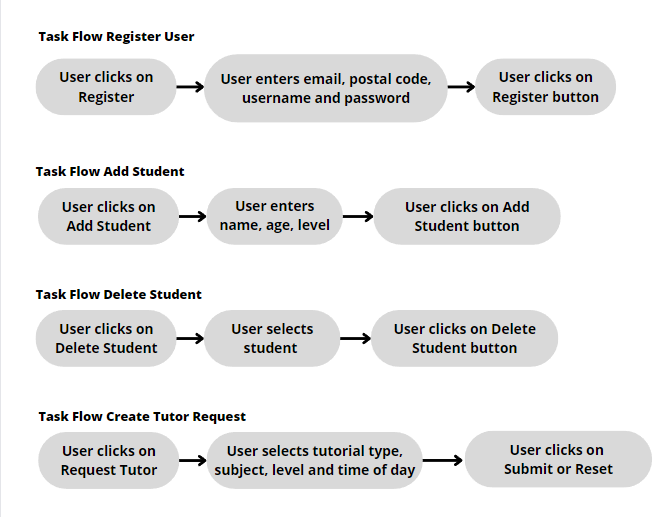 Task Flow Register User
User clicks on
Register
User enters email, postal code,
username and password
User clicks on
Register button
Task Flow Add Student
User clicks on
Add Student
User enters
name, age, level
User clicks on Add
Student button
Task Flow Delete Student
User clicks on
Delete Student
User selects
student
User clicks on Delete
Student button
Task Flow Create Tutor Request
User clicks on
Request Tutor
User selects tutorial type,
subject, level and time of day
User clicks on
Submit or Reset